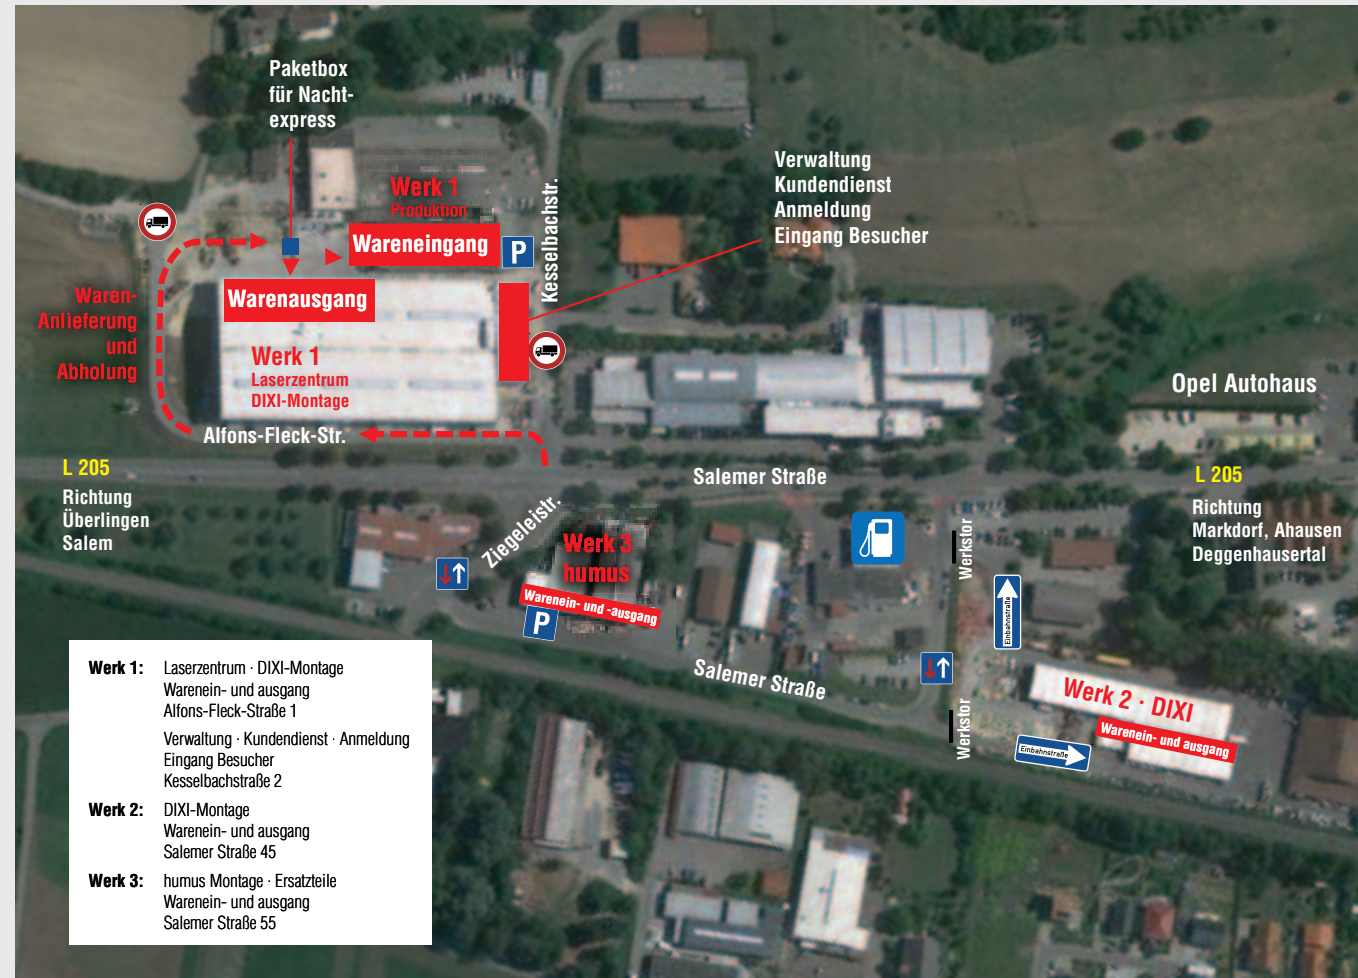 Paketbox
für Nacht-
express
Verwaltung
Kundendienst
Anmeldung
Eingang Besucher
Werk 1
Produktion
Kesselbachstr.
Wareneingang
P
Warenausgang
Waren-
Anlieferung
und
Abholung
Werk 1
Laserzentrum
DIXI-Montage
Alfons-Fleck-Str.
Opel Autohaus
L 205
Richtung
Überlingen
Salem
Salemer Straße
L 205
Richtung
Markdorf, Ahausen
Deggenhausertal
Ziegeleistr.
Werk 3
humus
Warenein- und -ausgang
P
Werkstor
Einbahnstraße
Salemer Straße
Werkstor
Werk 2 · DIXI
Warenein- und ausgang
Einbahnstraße
Werk 1: Laserzentrum · DIXI-Montage
Warenein- und ausgang
Alfons-Fleck-Straße 1
Verwaltung · Kundendienst · Anmeldung
Eingang Besucher
Kesselbachstraße 2
Werk 2: DIXI-Montage
Warenein- und ausgang
Salemer Straße 45
Werk 3: humus Montage · Ersatzteile
Warenein- und ausgang
Salemer Straße 55